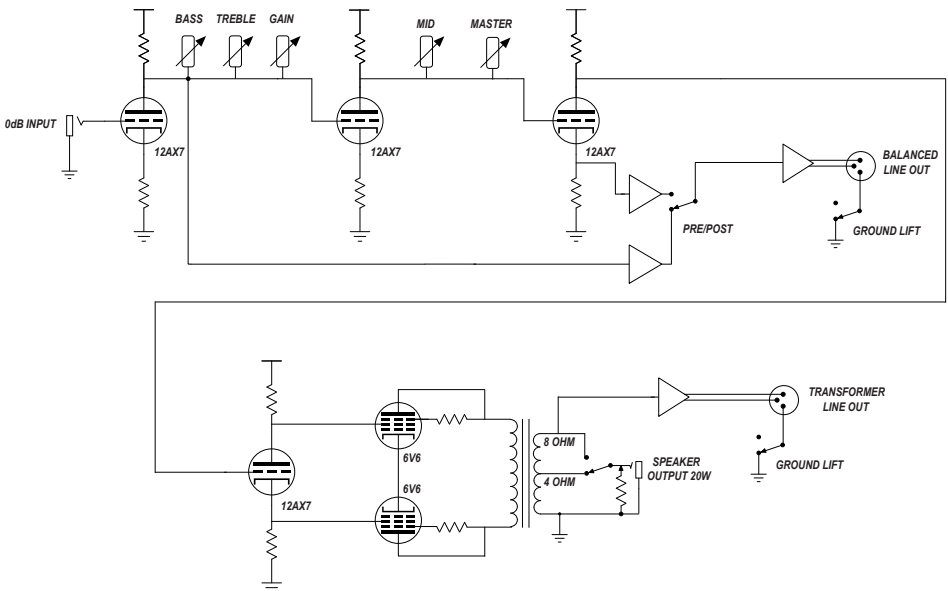 BASS TREBLE GAIN
MID MASTER
0dB INPUT
12AX7
12AX7
12AX7
BALANCED
LINE OUT
PRE/POST
GROUND LIFT
TRANSFORMER
LINE OUT
8 OHM
6V6
4 OHM
SPEAKER
OUTPUT 20W
GROUND LIFT
6V6
12AX7